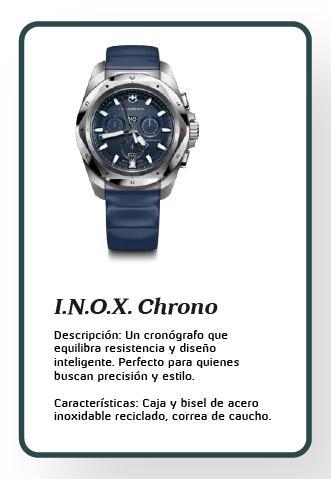 I.N.O.X. Chrono
Descripción: Un cronógrafo que
equilibra resistencia y diseño
inteligente. Perfecto para quienes
buscan precisión y estilo.
Características: Caja y bisel de acero
inoxidable reciclado, correa de caucho.